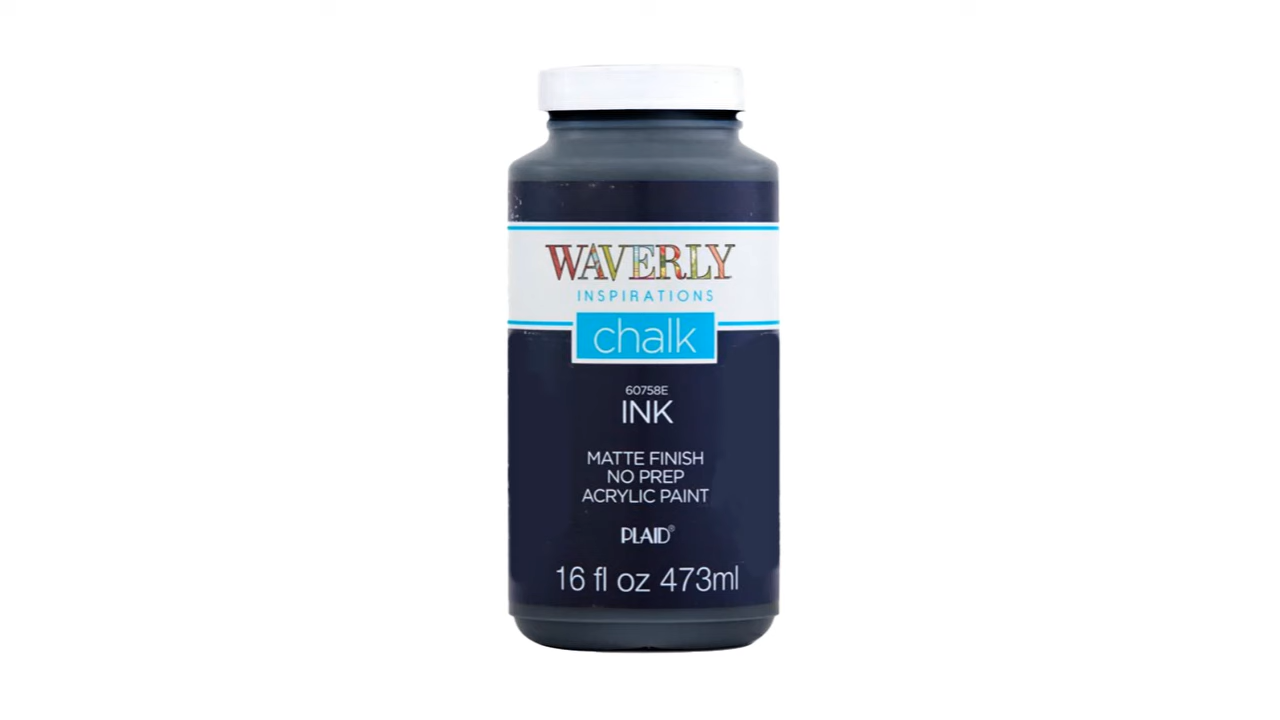 WAVERLY
INSPIRATIONS
chalk
60758E
INK
MATTE FINISH
NO PREP
ACRYLIC PAINT
PLAID®
16 fl oz 473ml